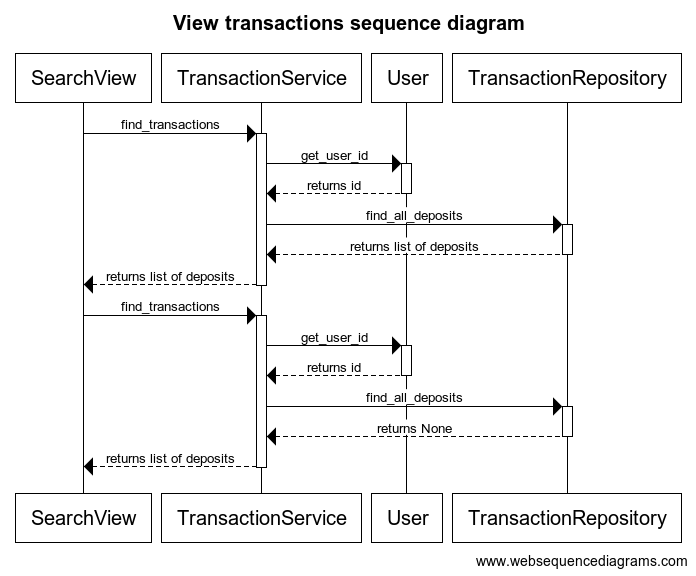 View transactions sequence diagram
SearchView
TransactionService
User
TransactionRepository
find_transactions
get_user_id
returns id
find_all_deposits
returns list of deposits
returns list of deposits
find_transactions
get_user_id
returns id
find_all_deposits
returns None
returns list of deposits
SearchView
TransactionService
User
TransactionRepository
www.websequencediagrams.com